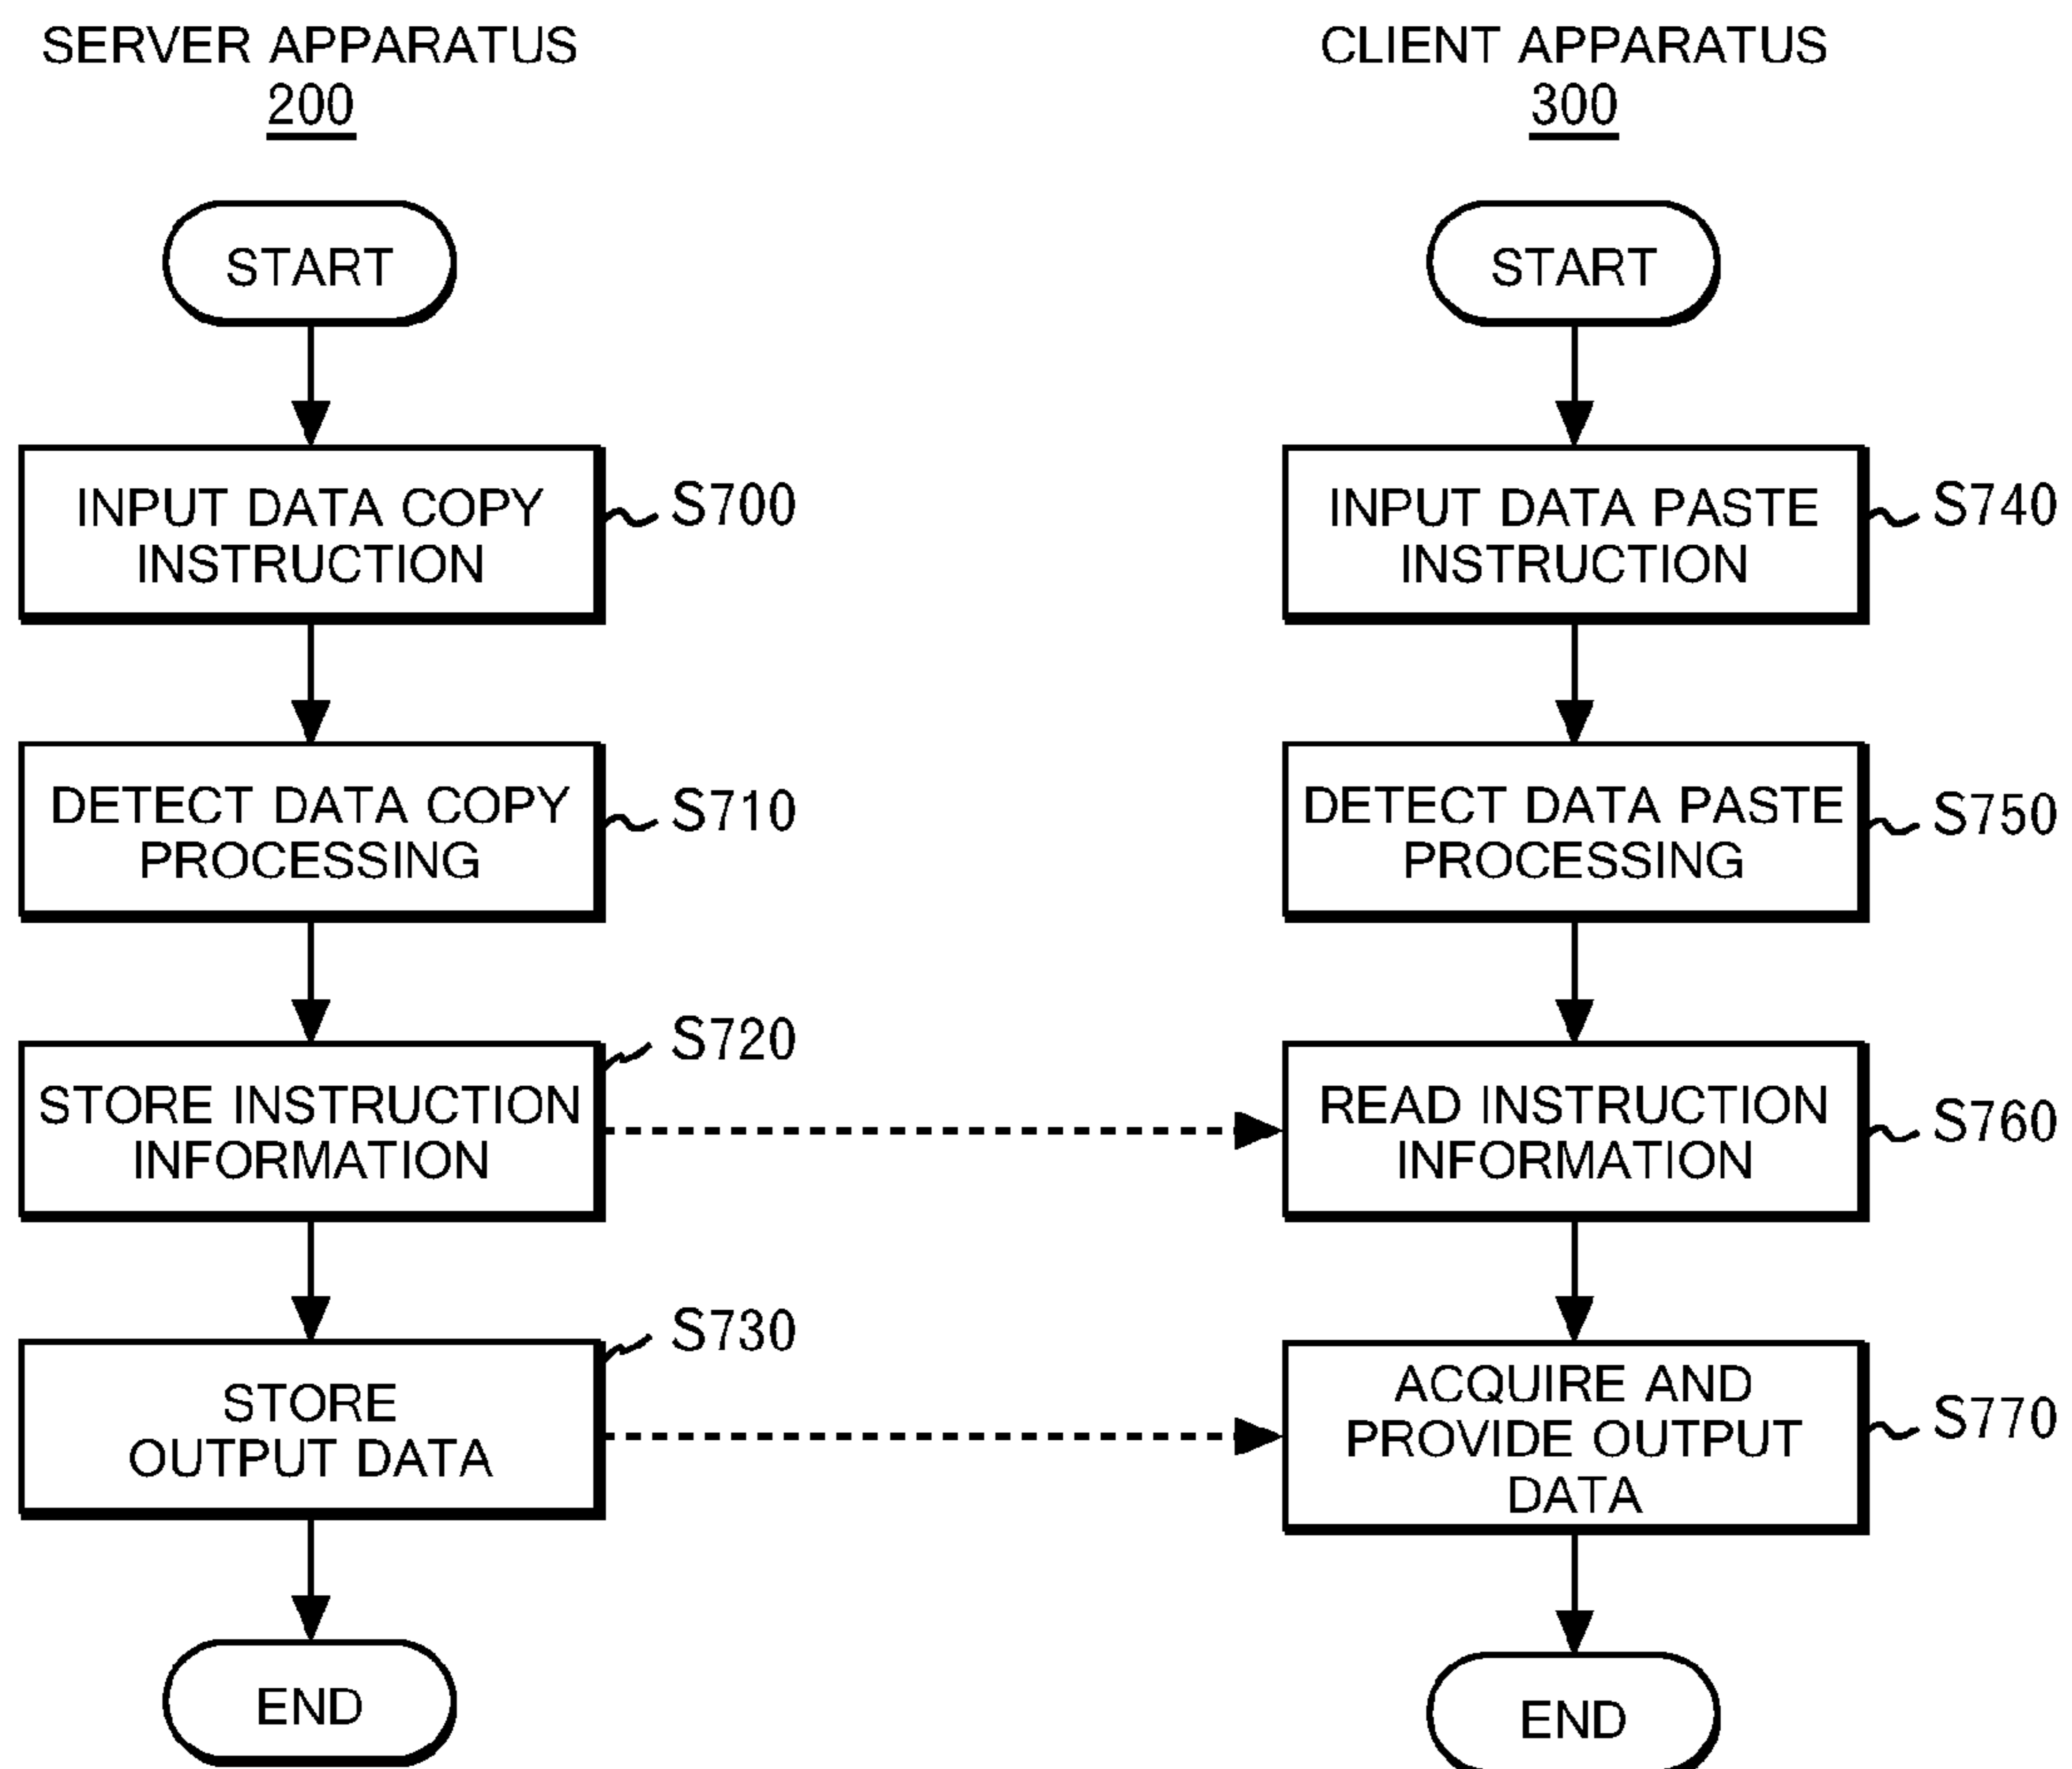 SERVER APPARATUS
200
START
INPUT DATA COPY
INSTRUCTION
S700
DETECT DATA COPY
PROCESSING
S710
STORE INSTRUCTION
INFORMATION
S720
STORE
OUTPUT DATA
S730
END
CLIENT APPARATUS
300
START
INPUT DATA PASTE
INSTRUCTION
S740
DETECT DATA PASTE
PROCESSING
S750
READ INSTRUCTION
INFORMATION
S760
ACQUIRE AND
PROVIDE OUTPUT
DATA
S770
END